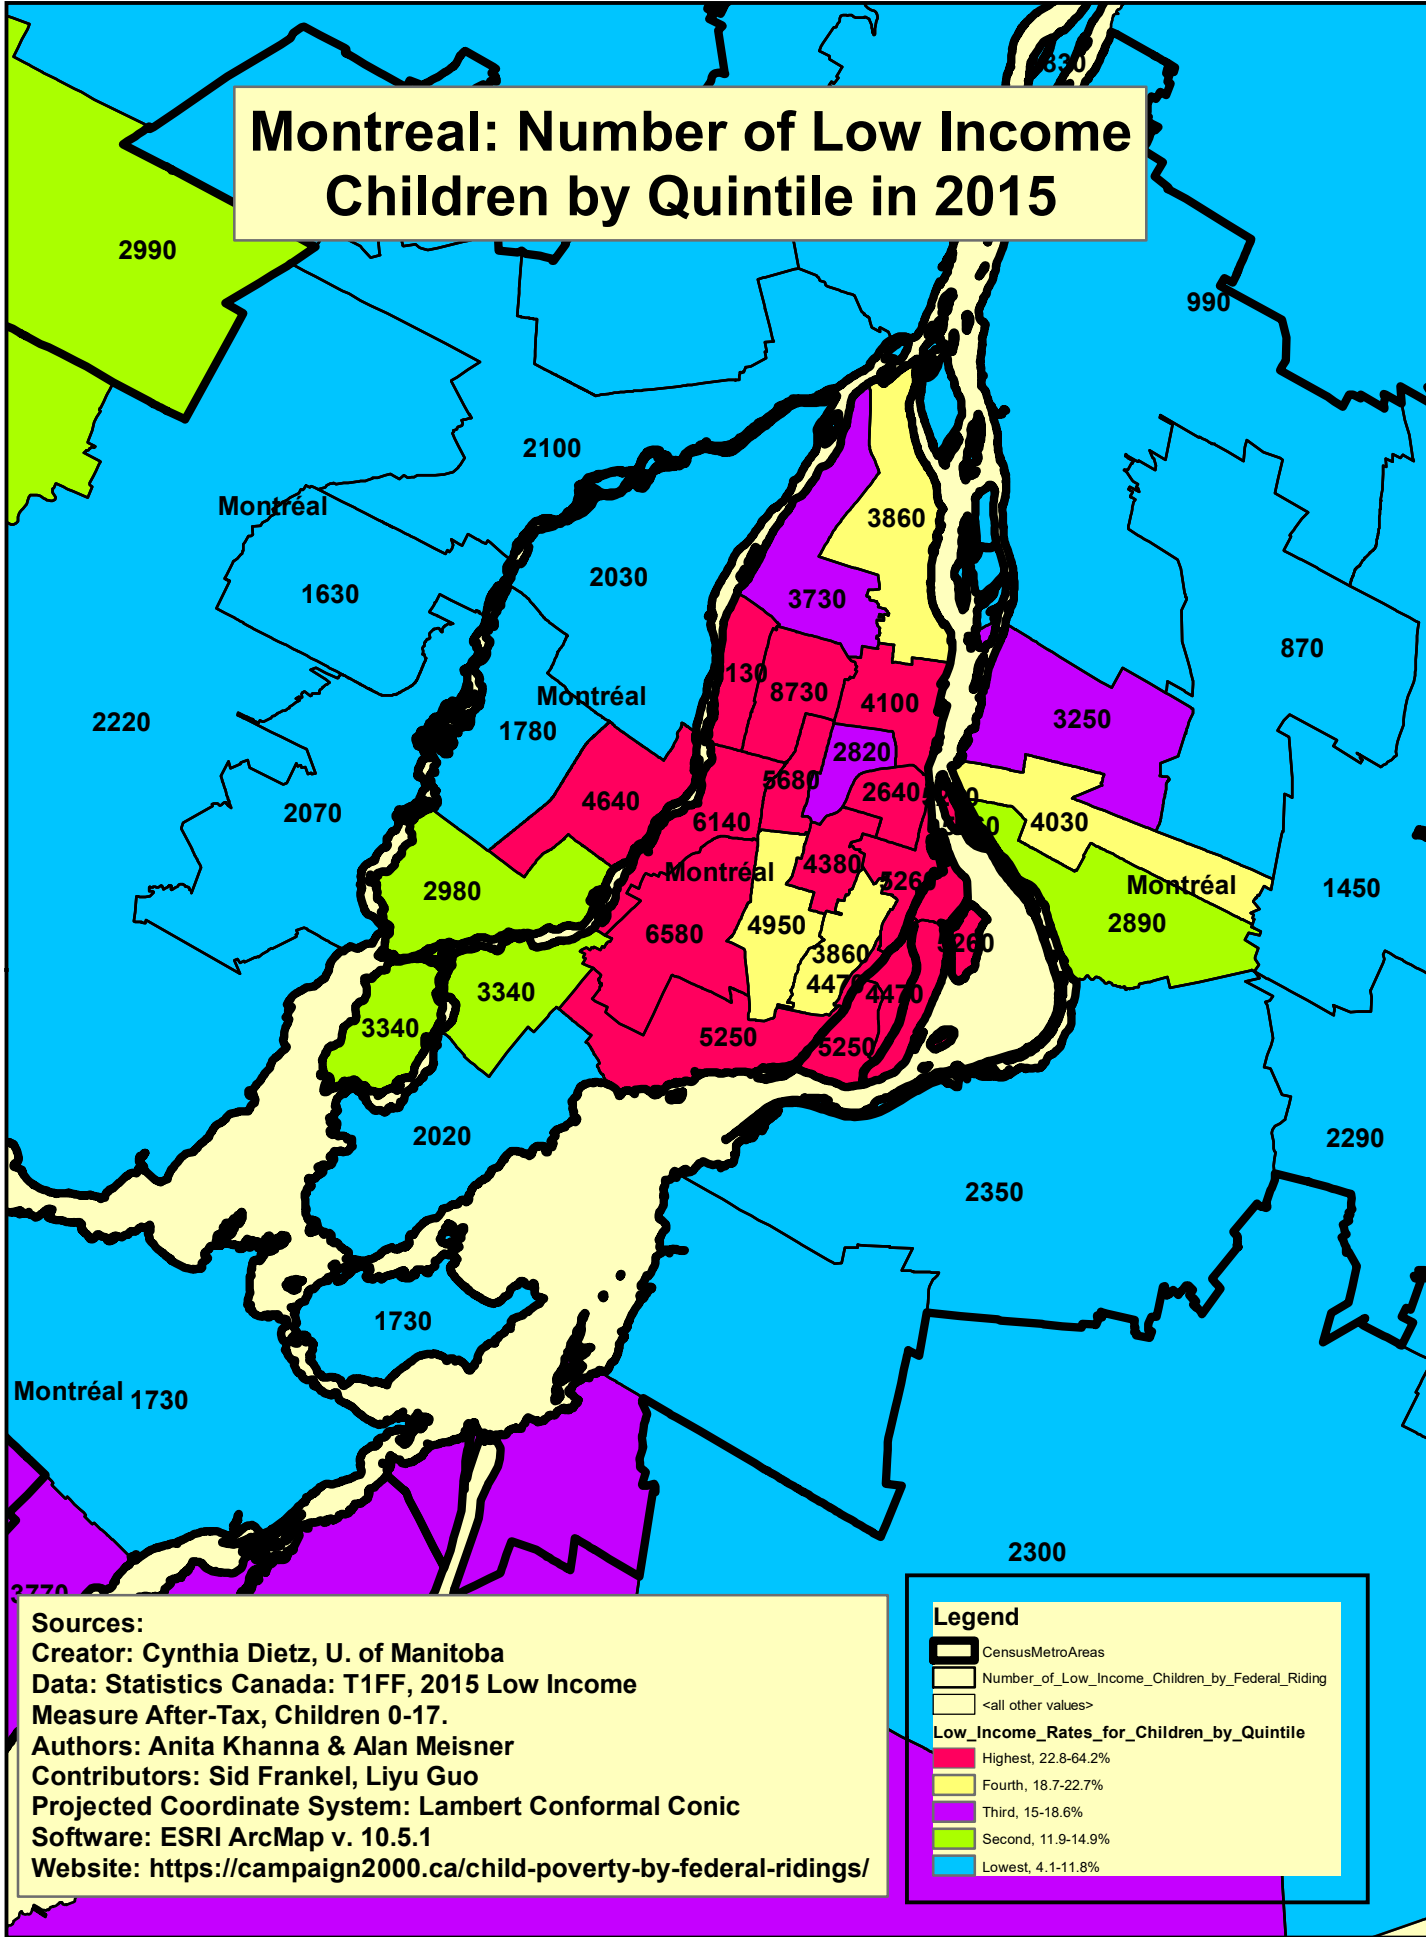 830
Montreal: Number of Low Income
Children by Quintile in 2015
2990
990
2100
Montréal
3860
2030
1630
3730
870
130
8730
Montréal
4100
3250
2220
1780
2820
5680
2640
4640
2070
6140
4030
4380
Montréal
5260
Montréal
1450
2980
4950
2890
6580
3860
5260
4470
4470
3340
3340
5250
5250
2020
2290
2350
1730
Montréal 1730
2300
3770
Sources:
Creator: Cynthia Dietz, U. of Manitoba
Data: Statistics Canada: T1FF, 2015 Low Income
Measure After-Tax, Children 0-17.
Authors: Anita Khanna & Alan Meisner
Contributors: Sid Frankel, Liyu Guo
Projected Coordinate System: Lambert Conformal Conic
Software: ESRI ArcMap v. 10.5.1
Website: https://campaign2000.ca/child-poverty-by-federal-ridings/
Legend
CensusMetroAreas
Number_of_Low_Income_Children_by_Federal_Riding
<all other values>
Low_Income_Rates_for_Children_by_Quintile
Highest, 22.8-64.2%
Fourth, 18.7-22.7%
Third, 15-18.6%
Second, 11.9-14.9%
Lowest, 4.1-11.8%